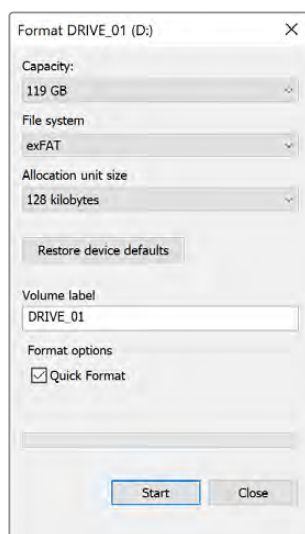 Format DRIVE_01 (D:)
Capacity:
119 GB
File system
exFAT
Allocation unit size
128 kilobytes
Restore device defaults
Volume label
DRIVE_01
Format options
Quick Format
Start Close